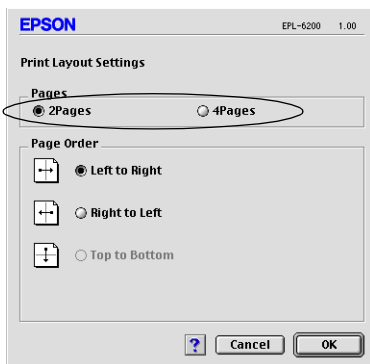 EPSON EPL-6200 1.00
Print Layout Settings
Pages
2Pages 4Pages
Page Order
Left to Right
Right to Left
Top to Bottom
? Cancel OK